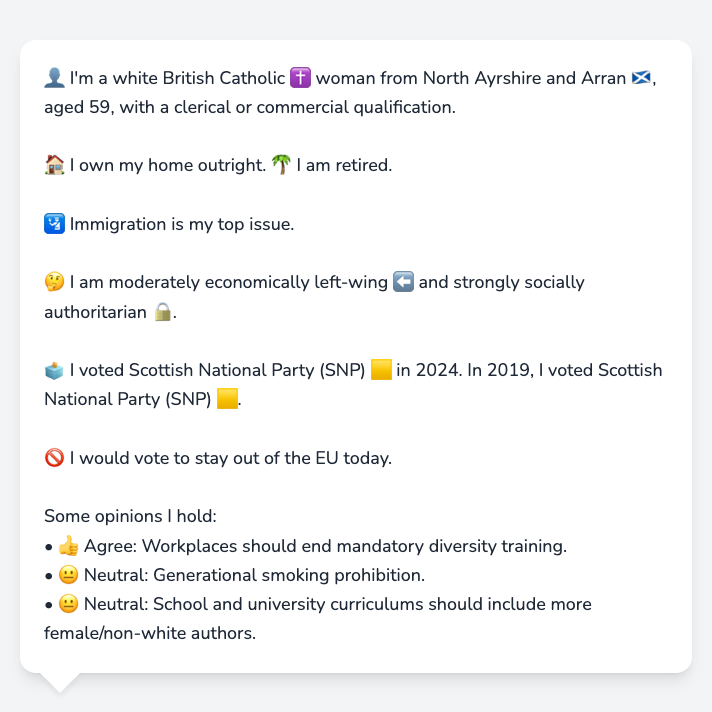 👤 I'm a white British Catholic ✝️ woman from North Ayrshire and Arran 🏴󠁧󠁢󠁳󠁣󠁴󠁿,
aged 59, with a clerical or commercial qualification.
🏠 I own my home outright. 🌴 I am retired.
🛂 Immigration is my top issue.
🤔 I am moderately economically left-wing ⬅️ and strongly socially
authoritarian 🔒.
🗳️ I voted Scottish National Party (SNP) 🟨 in 2024. In 2019, I voted Scottish
National Party (SNP) 🟨.
🚫 I would vote to stay out of the EU today.
Some opinions I hold:
• 👍 Agree: Workplaces should end mandatory diversity training.
• 😐 Neutral: Generational smoking prohibition.
• 😐 Neutral: School and university curriculums should include more
female/non-white authors.